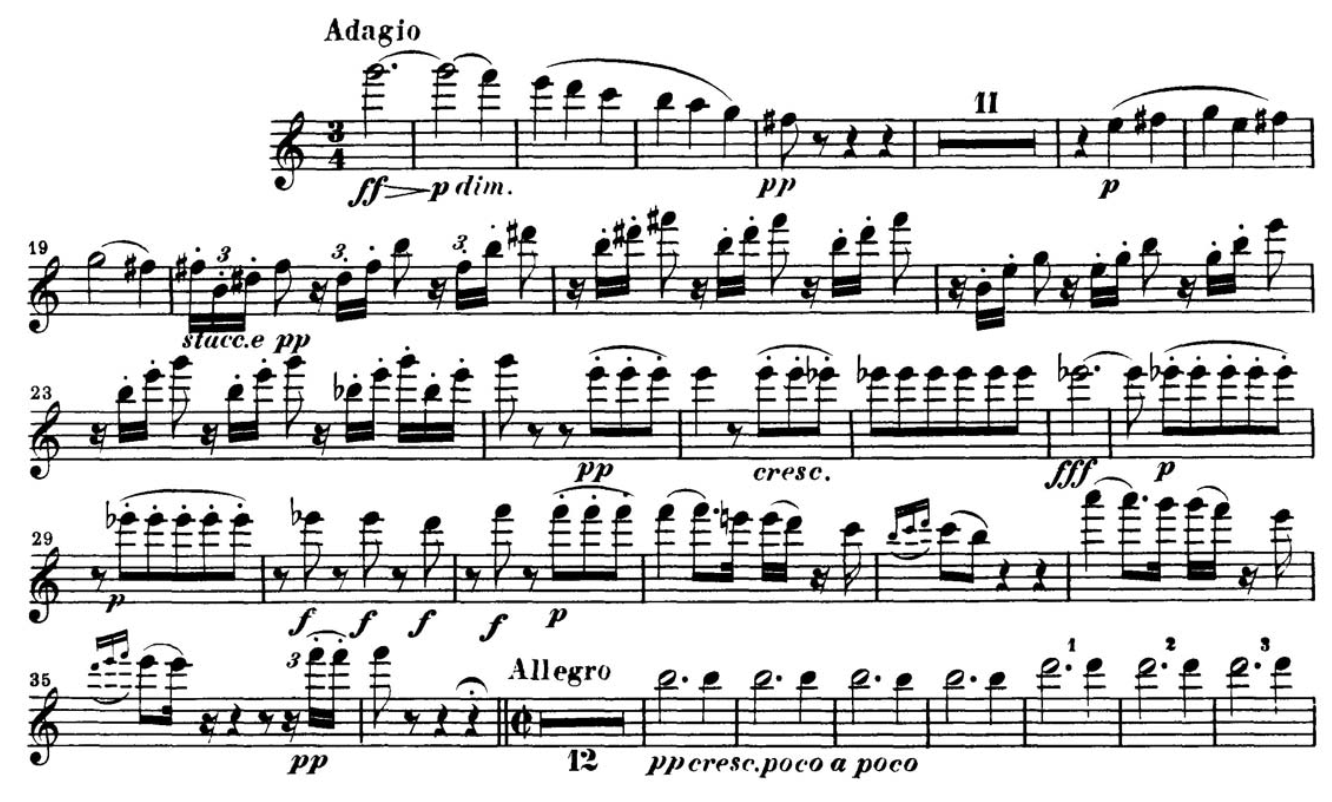 Adagio
3
4
11
ff p dim. pp p
19
3 3. 3.
stacc.e pp
23
pp cresc. fff p
29
p f f f f p
35
3 Allegro 1 2 3
pp 12 pp cresc. poco a poco